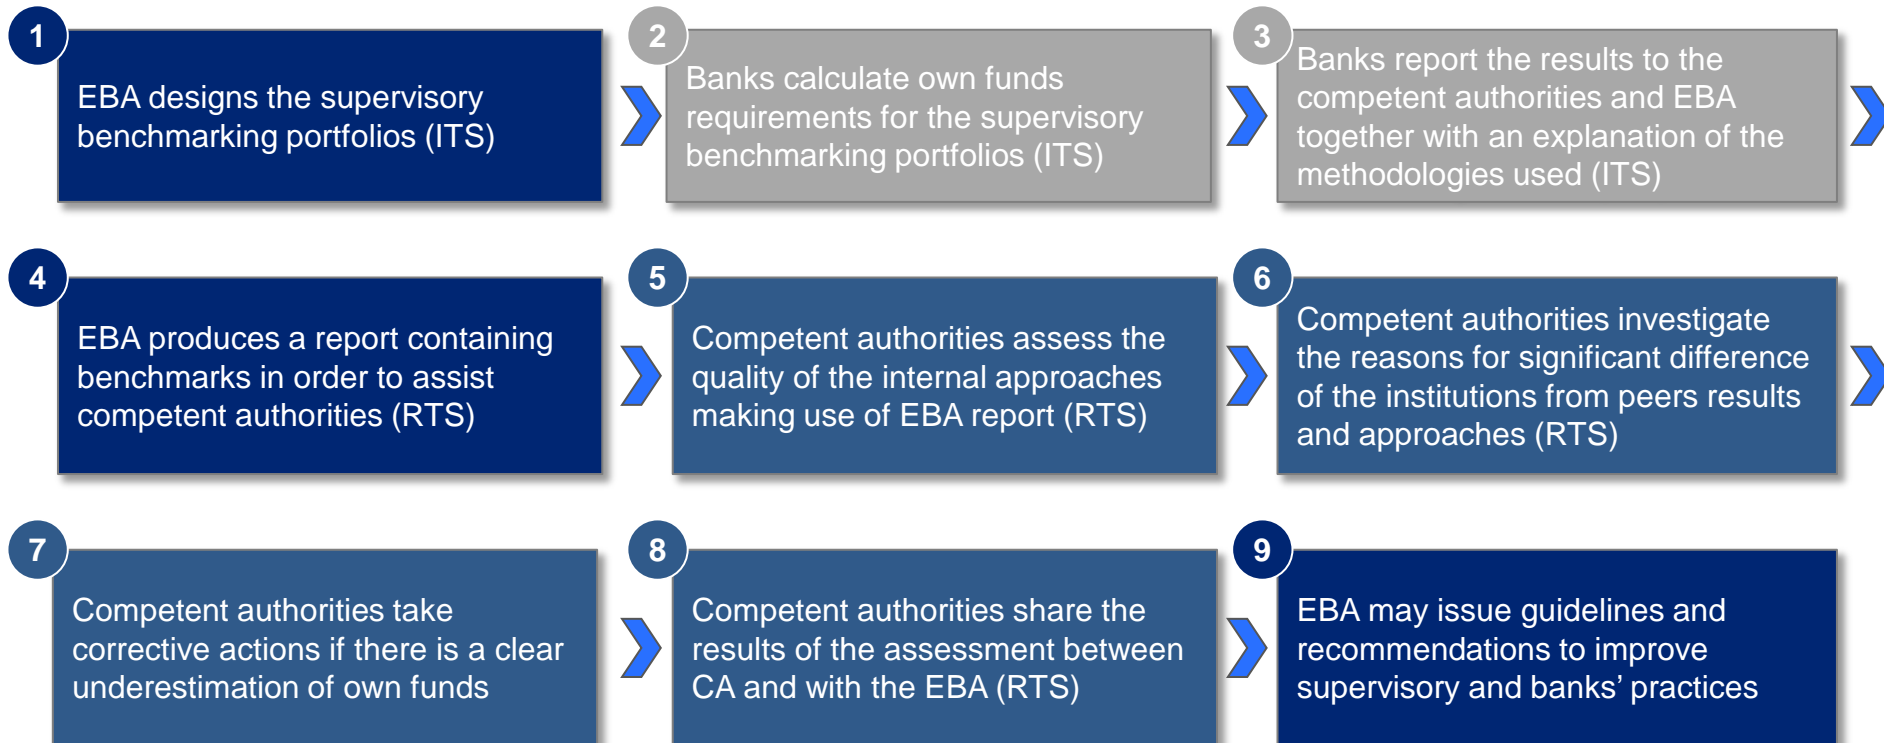 1
EBA designs the supervisory
benchmarking portfolios (ITS)
2
Banks calculate own funds
requirements for the supervisory
benchmarking portfolios (ITS)
3
Banks report the results to the
competent authorities and EBA
together with an explanation of the
methodologies used (ITS)
4
EBA produces a report containing
benchmarks in order to assist
competent authorities (RTS)
5
Competent authorities assess the
quality of the internal approaches
making use of EBA report (RTS)
6
Competent authorities investigate
the reasons for significant difference
of the institutions from peers results
and approaches (RTS)
7
Competent authorities take
corrective actions if there is a clear
underestimation of own funds
8
Competent authorities share the
results of the assessment between
CA and with the EBA (RTS)
9
EBA may issue guidelines and
recommendations to improve
supervisory and banks’ practices